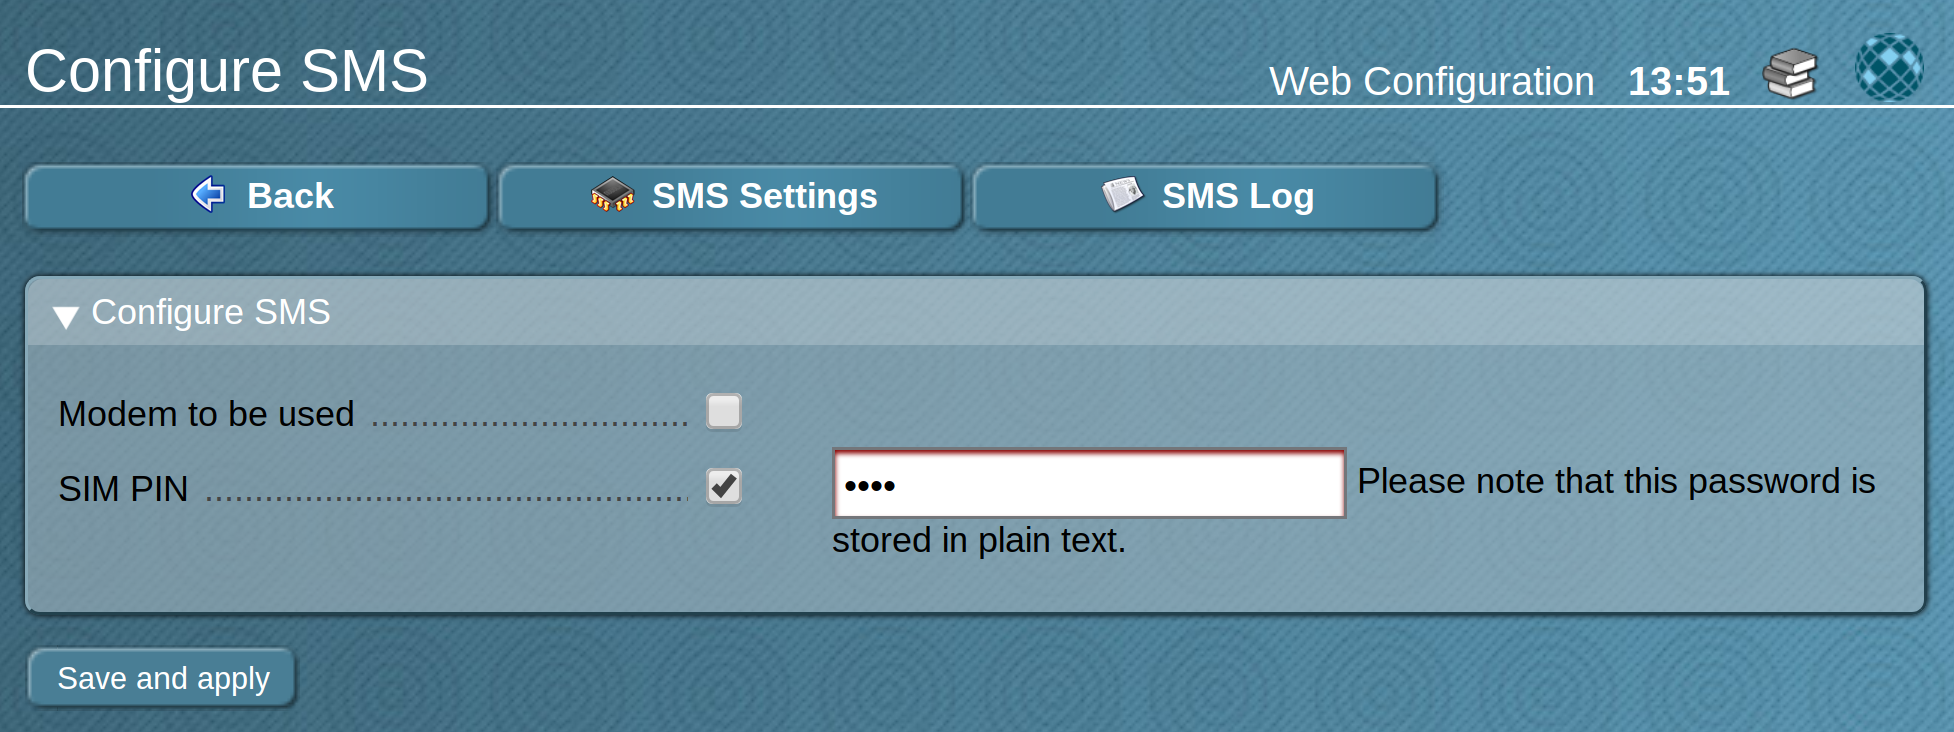 Configure SMS
Web Configuration 13:51
Back
SMS Settings
SMS Log
Configure SMS
Modem to be used ................................
SIM PIN .................................................
•••• Please note that this password is
stored in plain text.
Save and apply